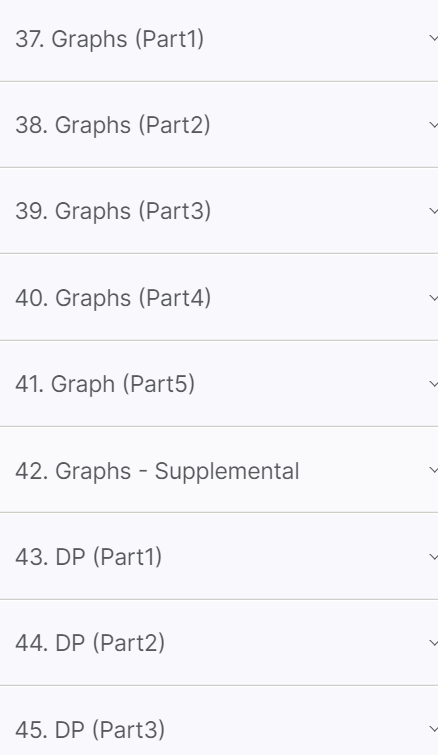 37. Graphs (Part1)
38. Graphs (Part2)
39. Graphs (Part3)
40. Graphs (Part4)
41. Graph (Part5)
42. Graphs - Supplemental
43. DP (Part1)
44. DP (Part2)
45. DP (Part3)